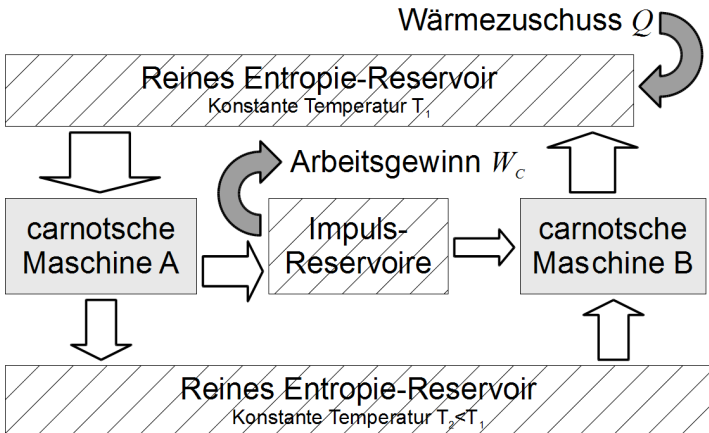 Wärmezuschuss Q
Reines Entropie-Reservoir
Konstante Temperatur T₁
Arbeitsgewinn W_C
carnotsche
Maschine A
Impuls-
Reservoire
carnotsche
Maschine B
Reines Entropie-Reservoir
Konstante Temperatur T₂<T₁